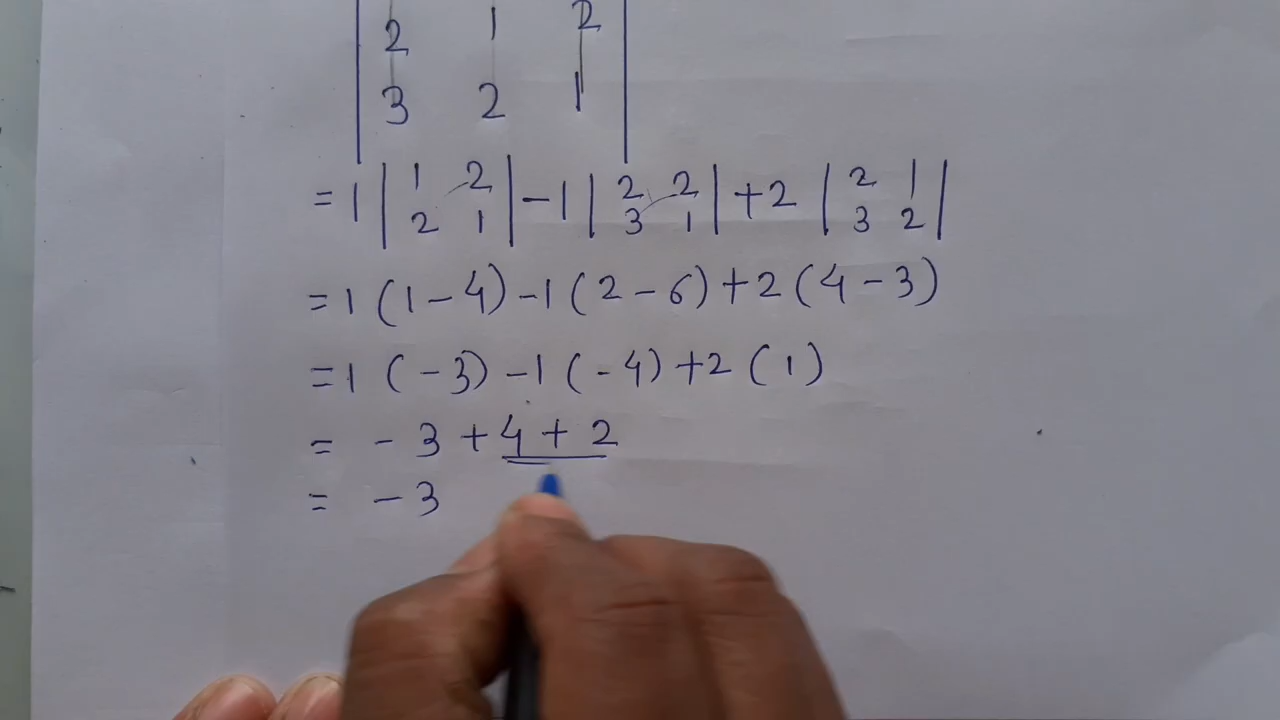 2 1 2
3 2 1
= 1 | 1 2 | - 1 | 2 2 | + 2 | 2 1 |
2 1 3 1 3 2
= 1 ( 1 - 4 ) - 1 ( 2 - 6 ) + 2 ( 4 - 3 )
= 1 ( - 3 ) - 1 ( - 4 ) + 2 ( 1 )
= - 3 + 4 + 2
= - 3